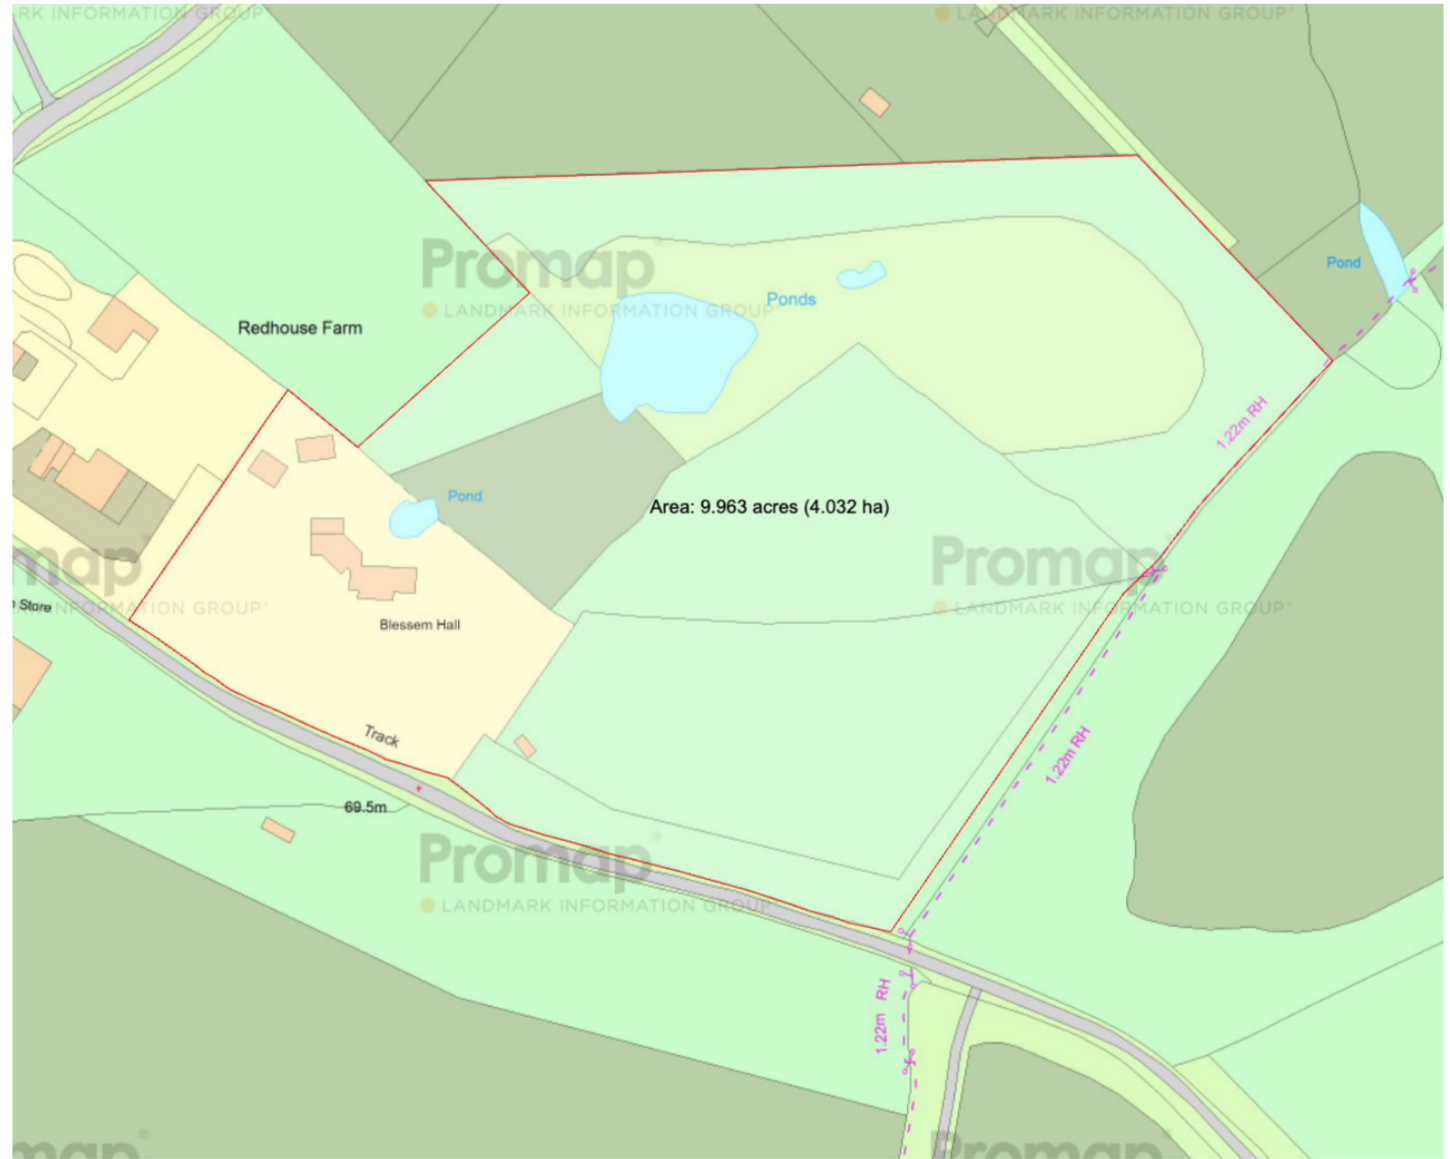 RK INFORMATION GROUP
LANDMARK INFORMATION GROUP
Promap
LANDMARK INFORMATION GROUP
Pond
Ponds
Redhouse Farm
1.22m RH
Pond
Area: 9.963 acres (4.032 ha)
map
INFORMATION GROUP
Promap
LANDMARK INFORMATION GROUP
Store
Blessem Hall
Track
1.22m RH
69.5m
Promap
LANDMARK INFORMATION GROUP
1.22m RH
map
Promap